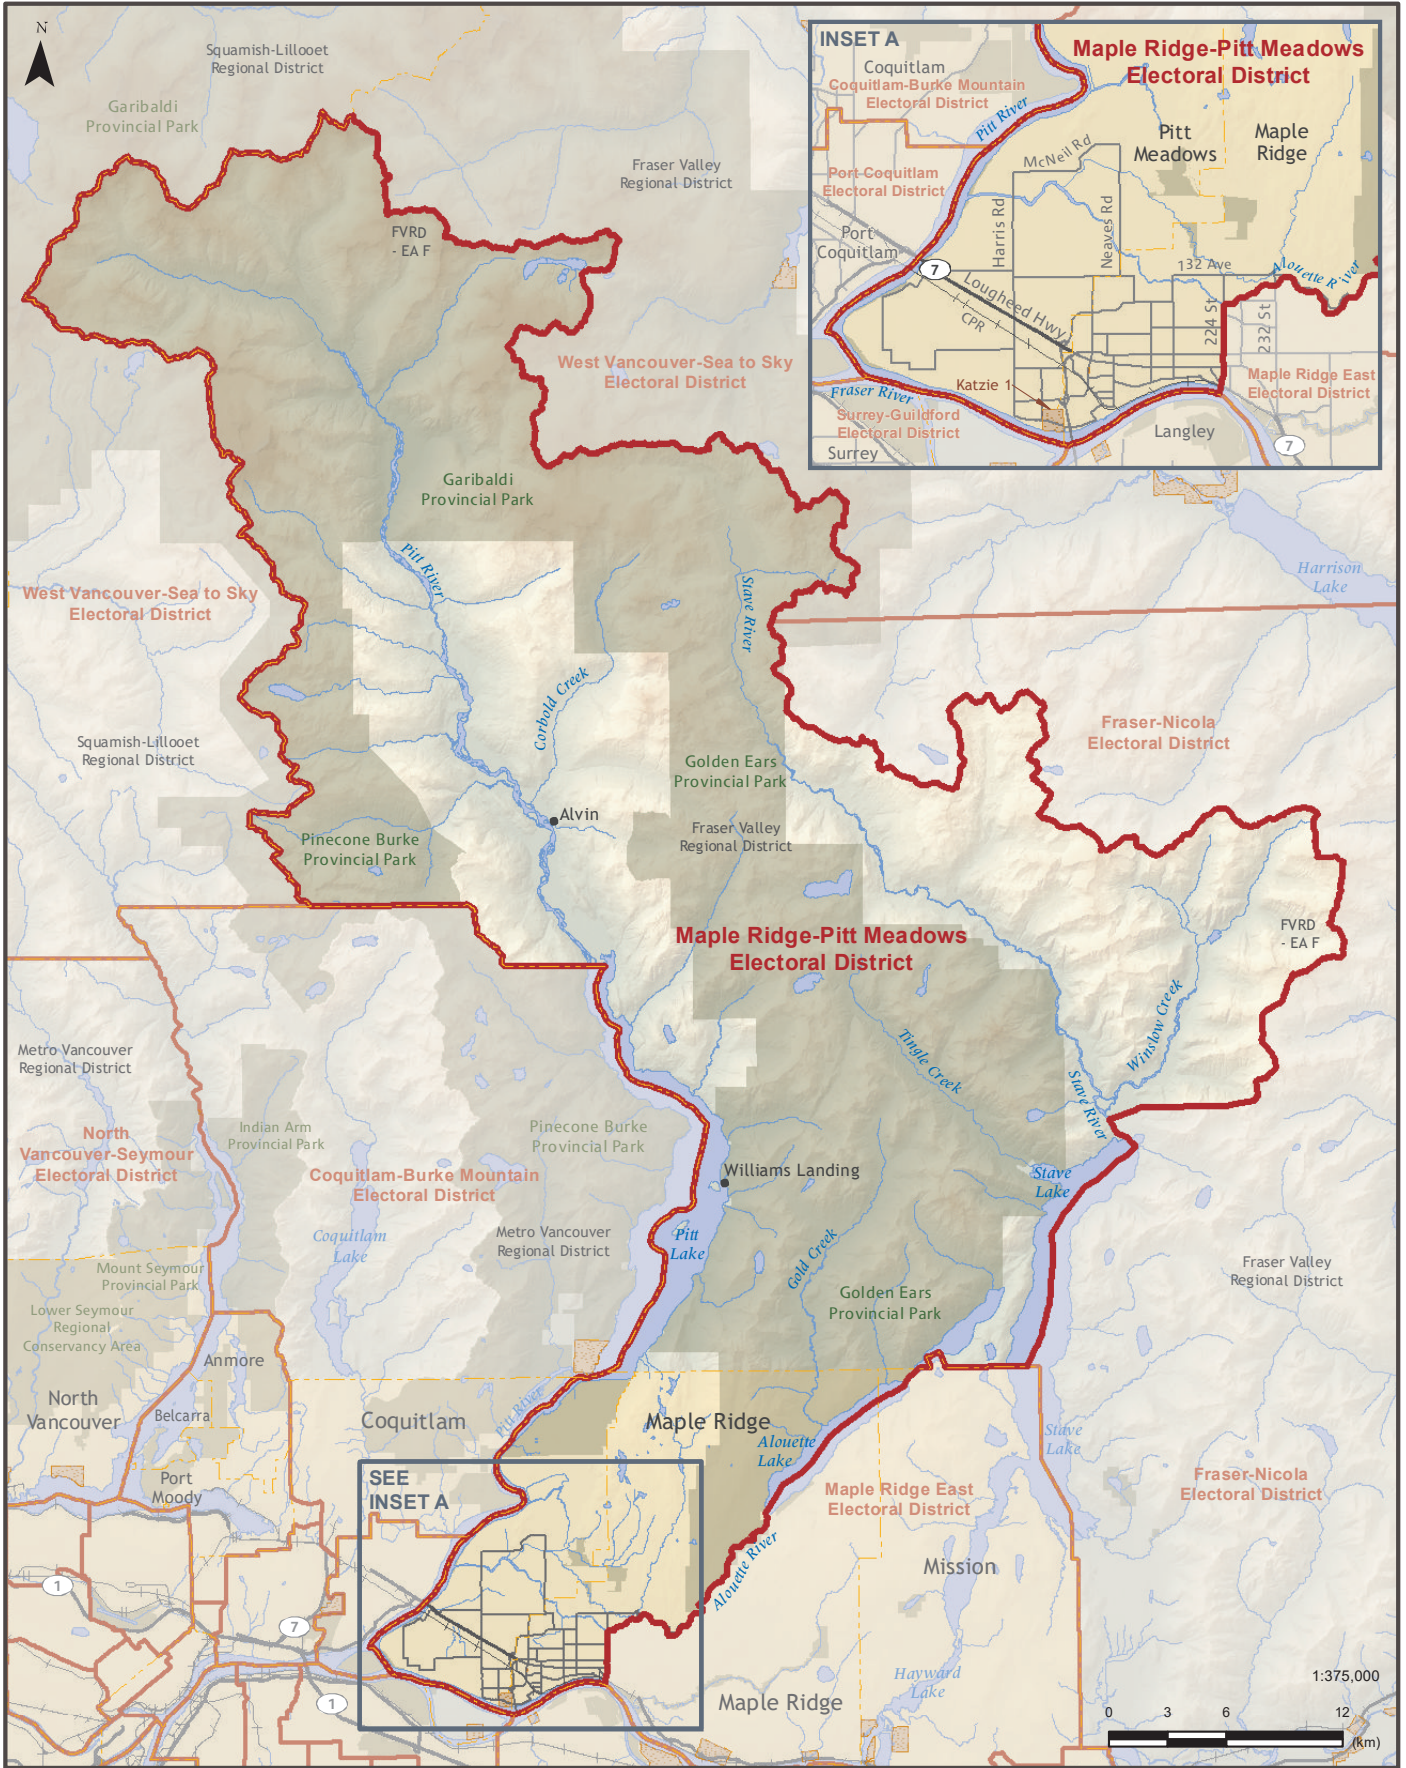 N
Squamish-Lillooet
Regional District
Garibaldi
Provincial Park
Fraser Valley
Regional District
FVRD
- EA F
West Vancouver-Sea to Sky
Electoral District
Garibaldi
Provincial Park
Pitt River
West Vancouver-Sea to Sky
Electoral District
Stave River
Harrison
Lake
Corbold Creek
Squamish-Lillooet
Regional District
Fraser-Nicola
Electoral District
Golden Ears
Provincial Park
Alvin
Fraser Valley
Regional District
Pinecone Burke
Provincial Park
Maple Ridge-Pitt Meadows
Electoral District
FVRD
- EA F
Winslow Creek
Tingle Creek
Stave River
Metro Vancouver
Regional District
Indian Arm
Provincial Park
Pinecone Burke
Provincial Park
North
Vancouver-Seymour
Electoral District
Coquitlam-Burke Mountain
Electoral District
Williams Landing
Stave
Lake
Coquitlam
Lake
Metro Vancouver
Regional District
Pitt
Lake
Gold Creek
Mount Seymour
Provincial Park
Fraser Valley
Regional District
Golden Ears
Provincial Park
Lower Seymour
Regional
Conservancy Area
Anmore
North
Vancouver
Belcarra
Coquitlam
Pitt River
Maple Ridge
Alouette
Lake
Stave
Lake
Port
Moody
SEE
INSET A
Maple Ridge East
Electoral District
Fraser-Nicola
Electoral District
Alouette River
Mission
1
7
1
Hayward
Lake
Maple Ridge
1:375,000
0 3 6 12
(km)
INSET A
Maple Ridge-Pitt Meadows
Electoral District
Coquitlam
Coquitlam-Burke Mountain
Electoral District
Pitt River
McNeil Rd
Pitt
Meadows
Maple
Ridge
Port Coquitlam
Electoral District
Harris Rd
Neaves Rd
Port
Coquitlam
7
132 Ave
Alouette River
Lougheed Hwy
CPR
224 St
232 St
Katzie 1
Maple Ridge East
Electoral District
Fraser River
Surrey-Guildford
Electoral District
Langley
7
Surrey